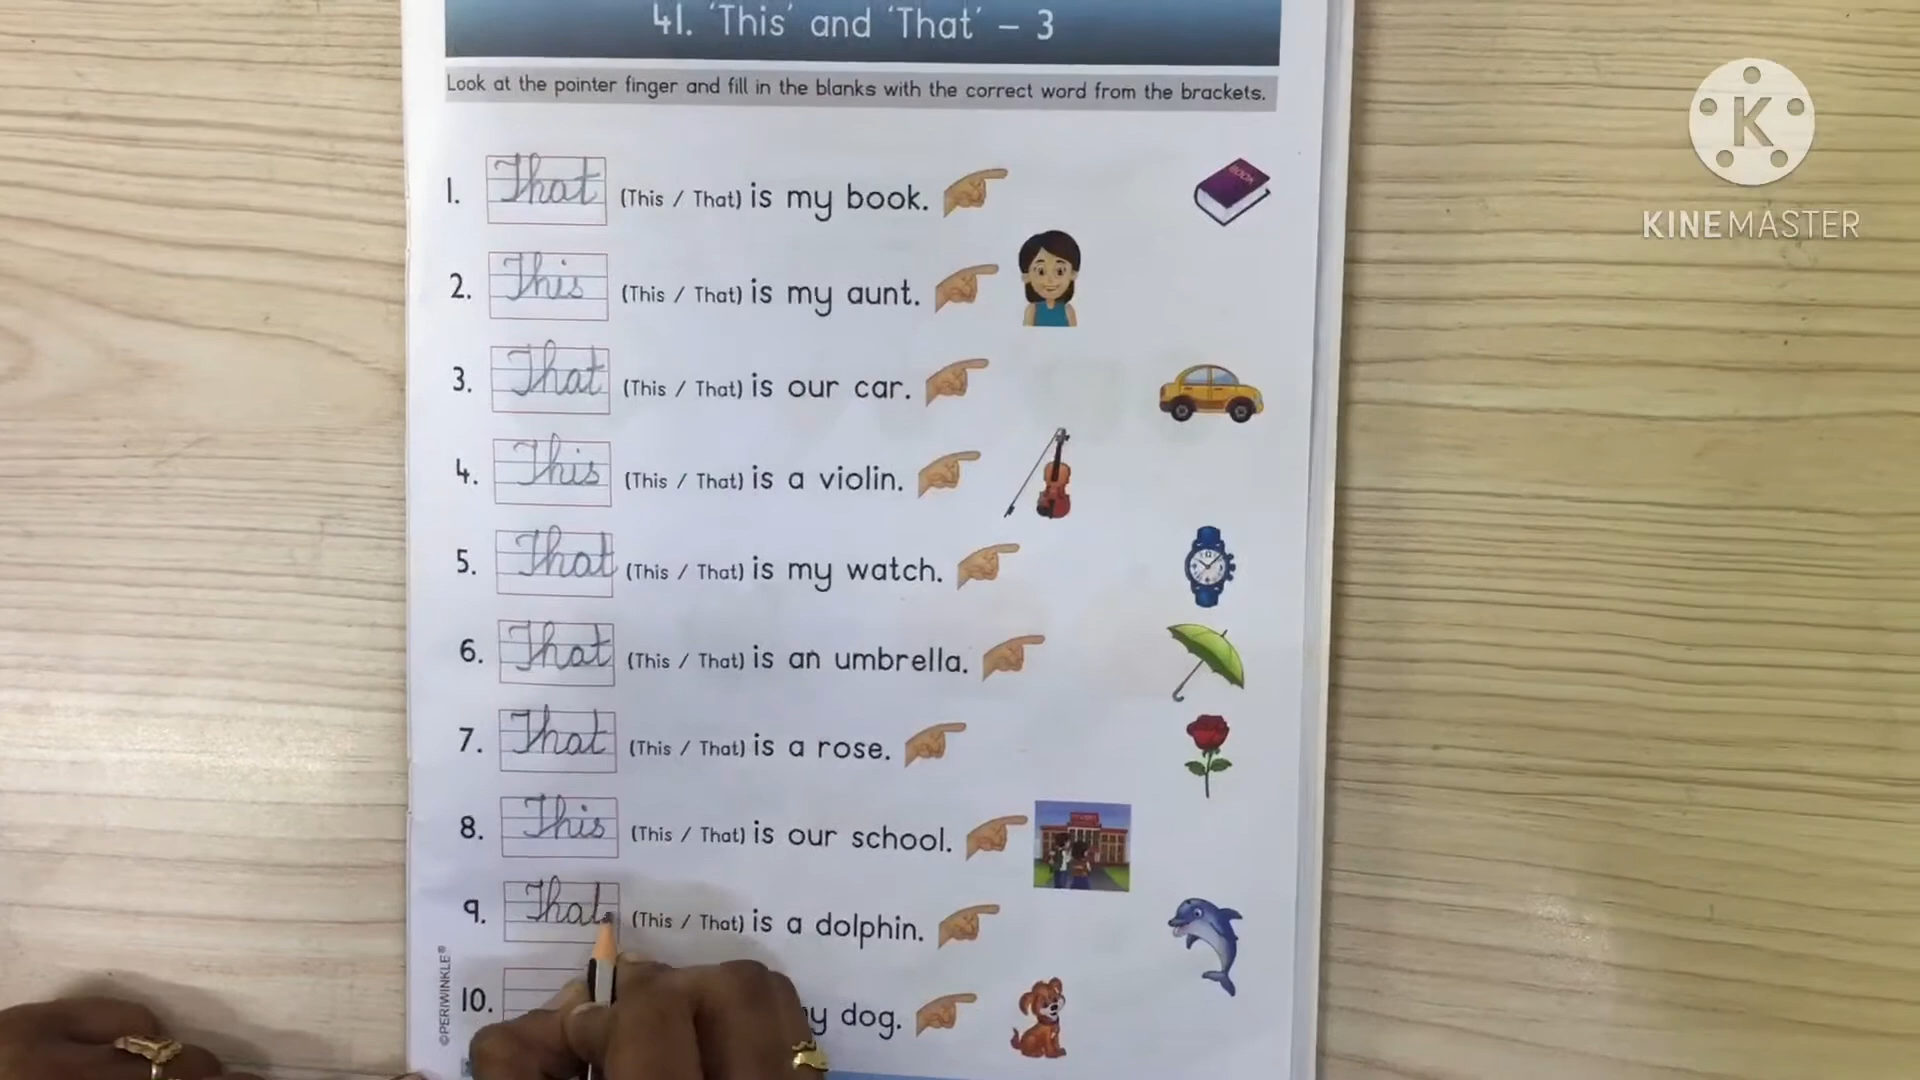 41. 'This' and 'That' – 3
Look at the pointer finger and fill in the blanks with the correct word from the brackets.
1. That (This / That) is my book.
BOOK
2. This (This / That) is my aunt.
3. That (This / That) is our car.
4. This (This / That) is a violin.
5. That (This / That) is my watch.
6. That (This / That) is an umbrella.
7. That (This / That) is a rose.
8. This (This / That) is our school.
9. That (This / That) is a dolphin.
10. dog.
©PERIWINKLE®
K
KINEMASTER